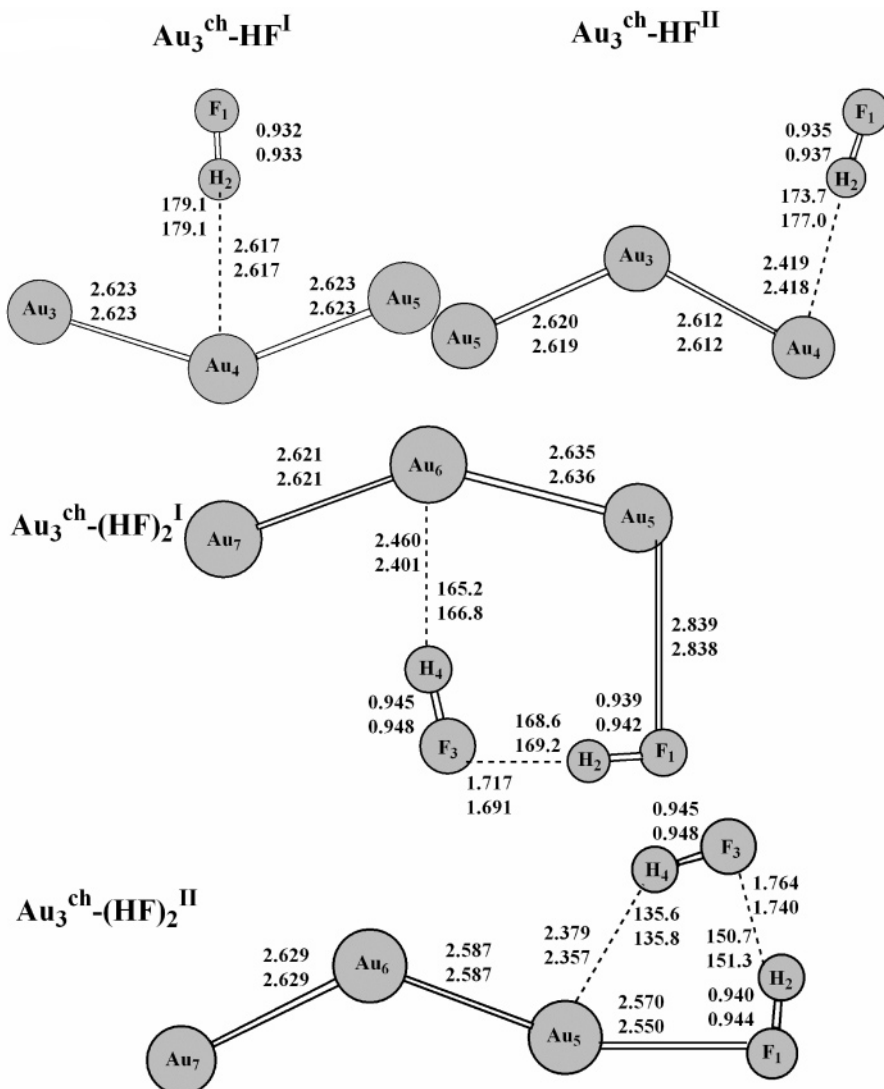 Au₃ᶜʰ-HFᴵ
Au₃ᶜʰ-HFᴵᴵ
F₁
0.932
0.933
H₂
179.1
179.1
2.617
2.617
Au₃
2.623
2.623
2.623
2.623
Au₅
Au₄
F₁
0.935
0.937
H₂
173.7
177.0
2.419
2.418
Au₃
Au₅
2.620
2.619
2.612
2.612
Au₄
Au₃ᶜʰ-(HF)₂ᴵ
2.621
2.621
Au₆
2.635
2.636
Au₇
Au₅
2.460
2.401
165.2
166.8
2.839
2.838
H₄
0.945
0.948
F₃
168.6
169.2
0.939
0.942
H₂
F₁
1.717
1.691
Au₃ᶜʰ-(HF)₂ᴵᴵ
0.945
0.948
F₃
H₄
1.764
1.740
135.6
135.8
2.379
2.357
150.7
151.3
2.629
2.629
Au₆
2.587
2.587
H₂
0.940
0.944
2.570
2.550
Au₇
Au₅
F₁